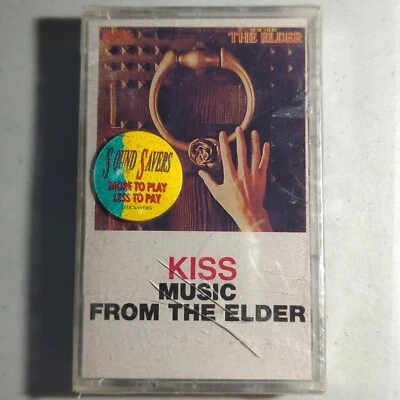 THE ELDER
SOUND SAVERS
MORE TO PLAY
LESS TO PAY
KISS
MUSIC
FROM THE ELDER